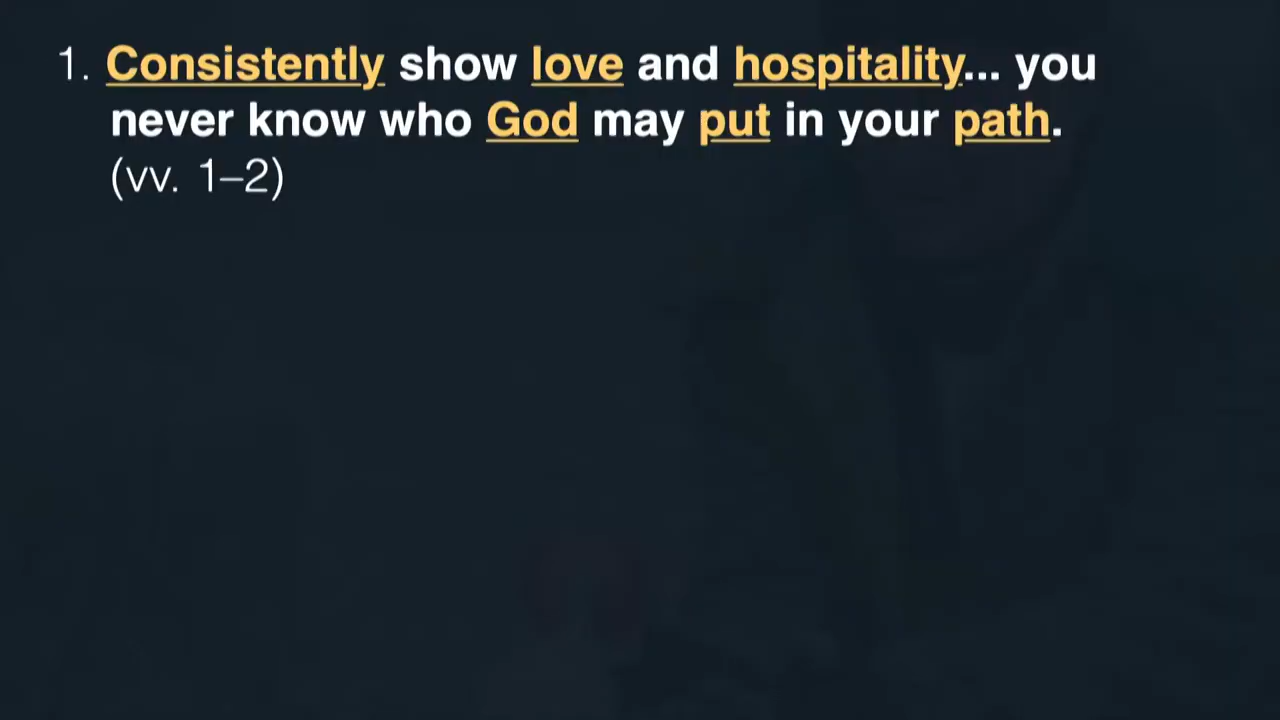 1. Consistently show love and hospitality... you
never know who God may put in your path.
(vv. 1–2)